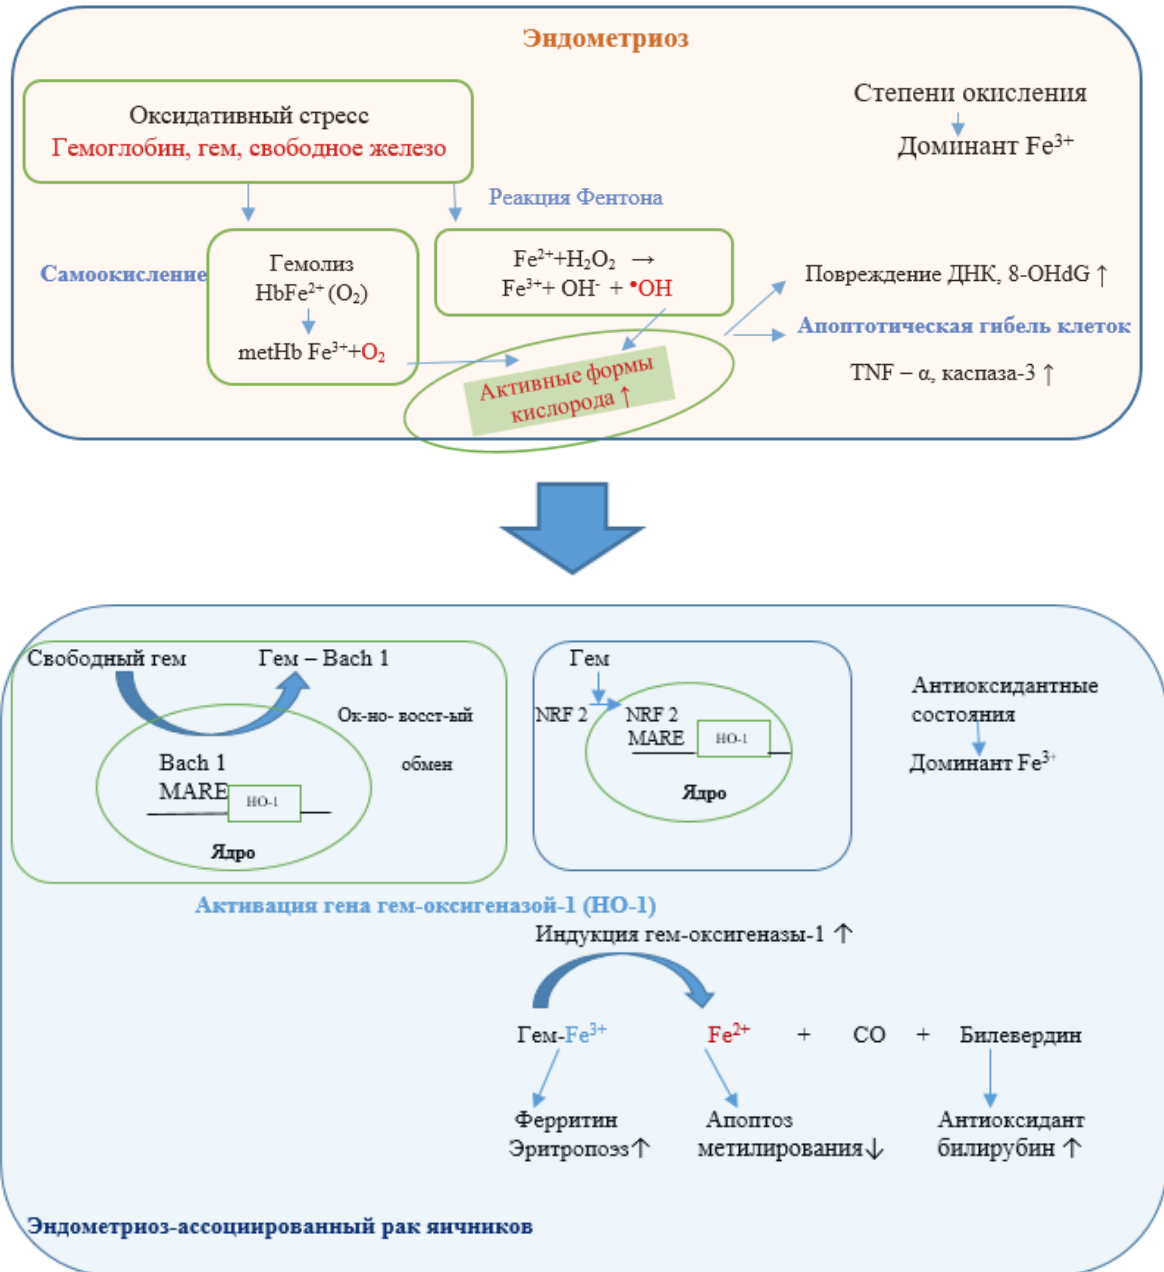 Эндометриоз
Оксидативный стресс
Гемоглобин, гем, свободное железо
Степени окисления
Доминант Fe³⁺
Реакция Фентона
Самоокисление
Гемолиз
HbFe²⁺ (O₂)
metHb Fe³⁺+O₂
Fe²⁺+H₂O₂ →
Fe³⁺+ OH⁻ + •OH
Активные формы
кислорода ↑
Повреждение ДНК, 8-OHdG ↑
Апоптотическая гибель клеток
TNF – α, каспаза-3 ↑
Свободный гем
Гем – Bach 1
Ок-но- восст-ый
обмен
Bach 1
MARE
НО-1
Ядро
Гем
NRF 2
NRF 2
MARE
НО-1
Ядро
Антиоксидантные
состояния
Доминант Fe³⁺
Активация гена гем-оксигеназой-1 (НО-1)
Индукция гем-оксигеназы-1 ↑
Гем-Fe³⁺
Fe²⁺ + CO + Билевердин
Ферритин
Эритропоэз↑
Апоптоз
метилирования↓
Антиоксидант
билирубин ↑
Эндометриоз-ассоциированный рак яичников